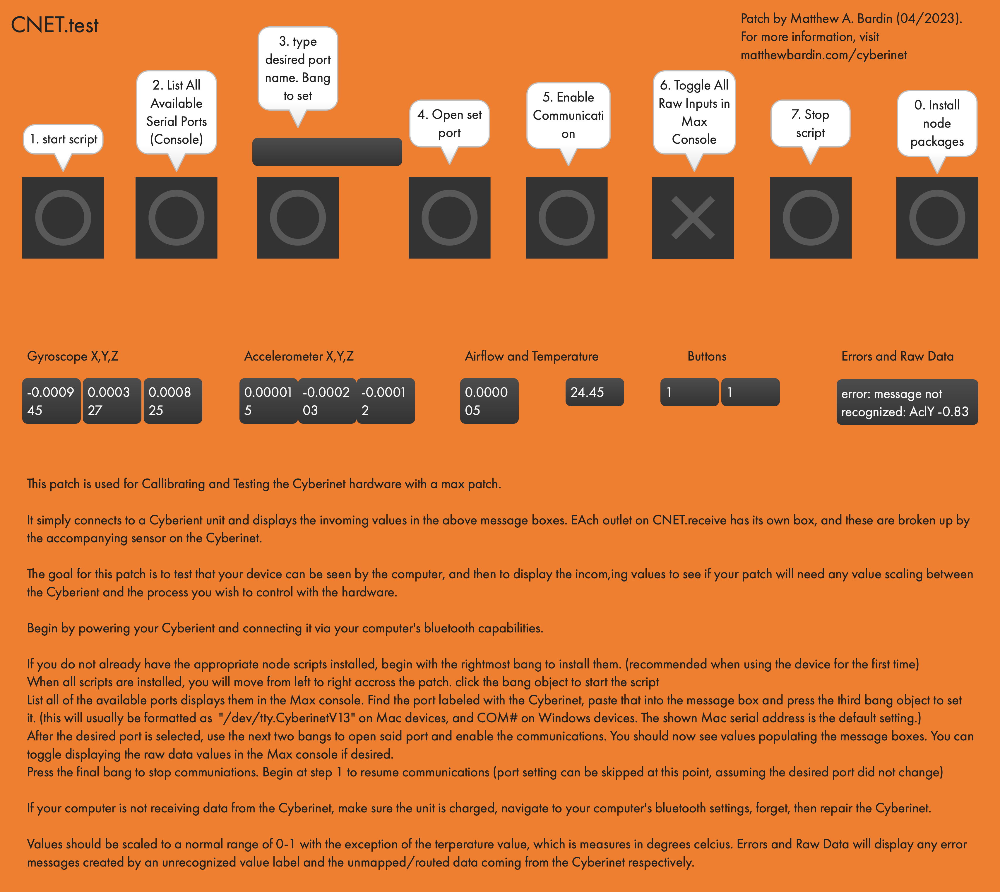 CNET.test
Patch by Matthew A. Bardin (04/2023).
For more information, visit
matthewbardin.com/cyberinet
1. start script
2. List All
Available
Serial Ports
(Console)
3. type
desired port
name. Bang
to set
4. Open set
port
5. Enable
Communicati
on
6. Toggle All
Raw Inputs in
Max
Console
7. Stop
script
0. Install
node
packages
Gyroscope X,Y,Z
-0.0009
45
0.0003
27
0.0008
25
Accelerometer X,Y,Z
0.00001
5
-0.0002
03
-0.0001
2
Airflow and Temperature
0.0000
05
24.45
Buttons
1
1
Errors and Raw Data
error: message not
recognized: AclY -0.83
This patch is used for Callibrating and Testing the Cyberinet hardware with a max patch.
It simply connects to a Cyberient unit and displays the invoming values in the above message boxes. EAch outlet on CNET.receive has its own box, and these are broken up by
the accompanying sensor on the Cyberinet.
The goal for this patch is to test that your device can be seen by the computer, and then to display the incom,ing values to see if your patch will need any value scaling between
the Cyberient and the process you wish to control with the hardware.
Begin by powering your Cyberient and connecting it via your computer's bluetooth capabilities.
If you do not already have the appropriate node scripts installed, begin with the rightmost bang to install them. (recommended when using the device for the first time)
When all scripts are installed, you will move from left to right accross the patch. click the bang object to start the script
List all of the available ports displays them in the Max console. Find the port labeled with the Cyberinet, paste that into the message box and press the third bang object to set
it. (this will usually be formatted as  "/dev/tty.CyberinetV13" on Mac devices, and COM# on Windows devices. The shown Mac serial address is the default setting.)
After the desired port is selected, use the next two bangs to open said port and enable the communications. You should now see values populating the message boxes. You can
toggle displaying the raw data values in the Max console if desired.
Press the final bang to stop communiations. Begin at step 1 to resume communications (port setting can be skipped at this point, assuming the desired port did not change)
If your computer is not receiving data from the Cyberinet, make sure the unit is charged, navigate to your computer's bluetooth settings, forget, then repair the Cyberinet.
Values should be scaled to a normal range of 0-1 with the exception of the terperature value, which is measures in degrees celcius. Errors and Raw Data will display any error
messages created by an unrecognized value label and the unmapped/routed data coming from the Cyberinet respectively.